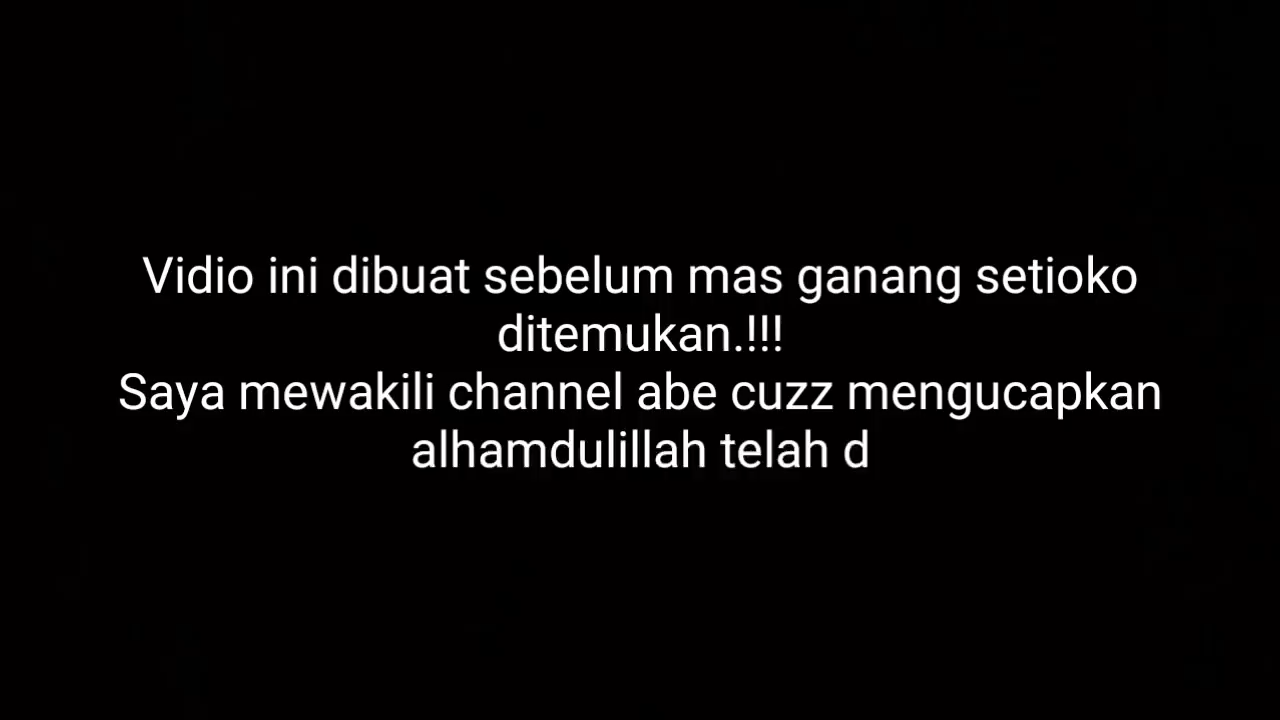 Vidio ini dibuat sebelum mas ganang setioko
ditemukan.!!!
Saya mewakili channel abe cuzz mengucapkan
alhamdulillah telah d